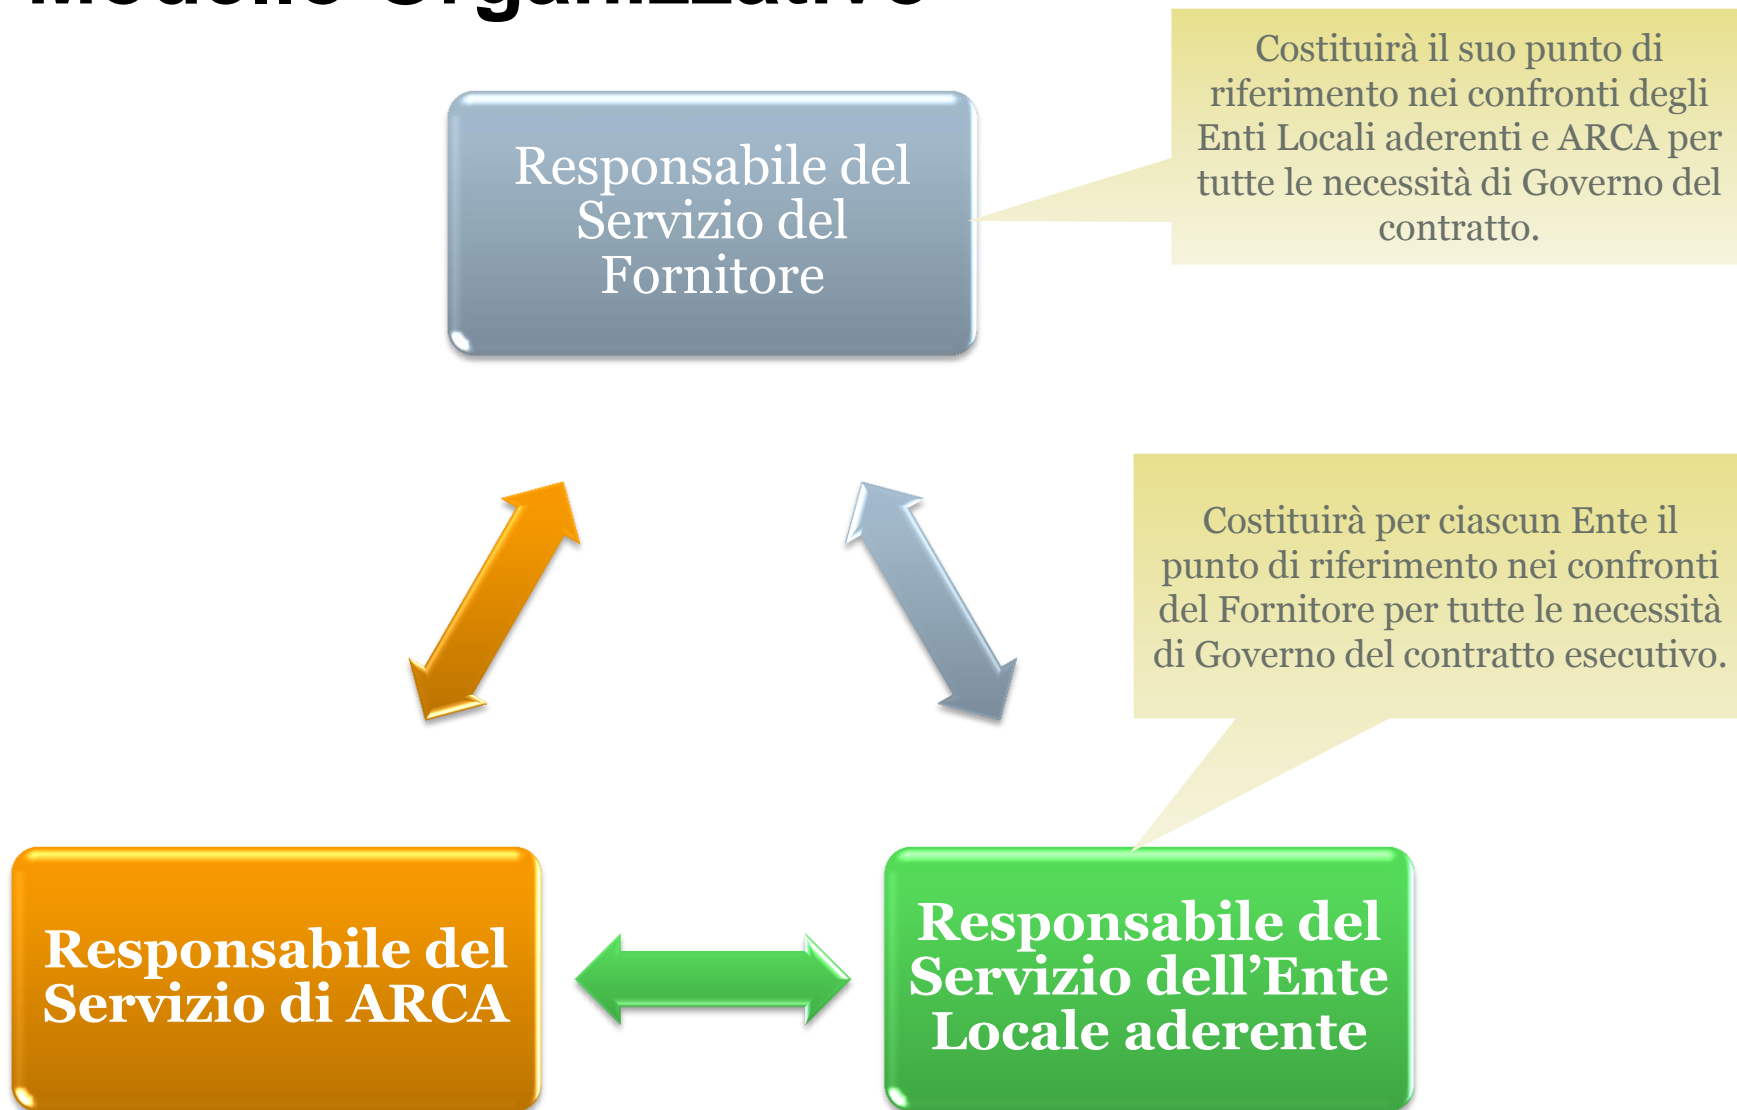 Modello Organizzativo
Costituirà il suo punto di
riferimento nei confronti degli
Enti Locali aderenti e ARCA per
tutte le necessità di Governo del
contratto.
Responsabile del
Servizio del
Fornitore
Costituirà per ciascun Ente il
punto di riferimento nei confronti
del Fornitore per tutte le necessità
di Governo del contratto esecutivo.
Responsabile del
Servizio di ARCA
Responsabile del
Servizio dell’Ente
Locale aderente